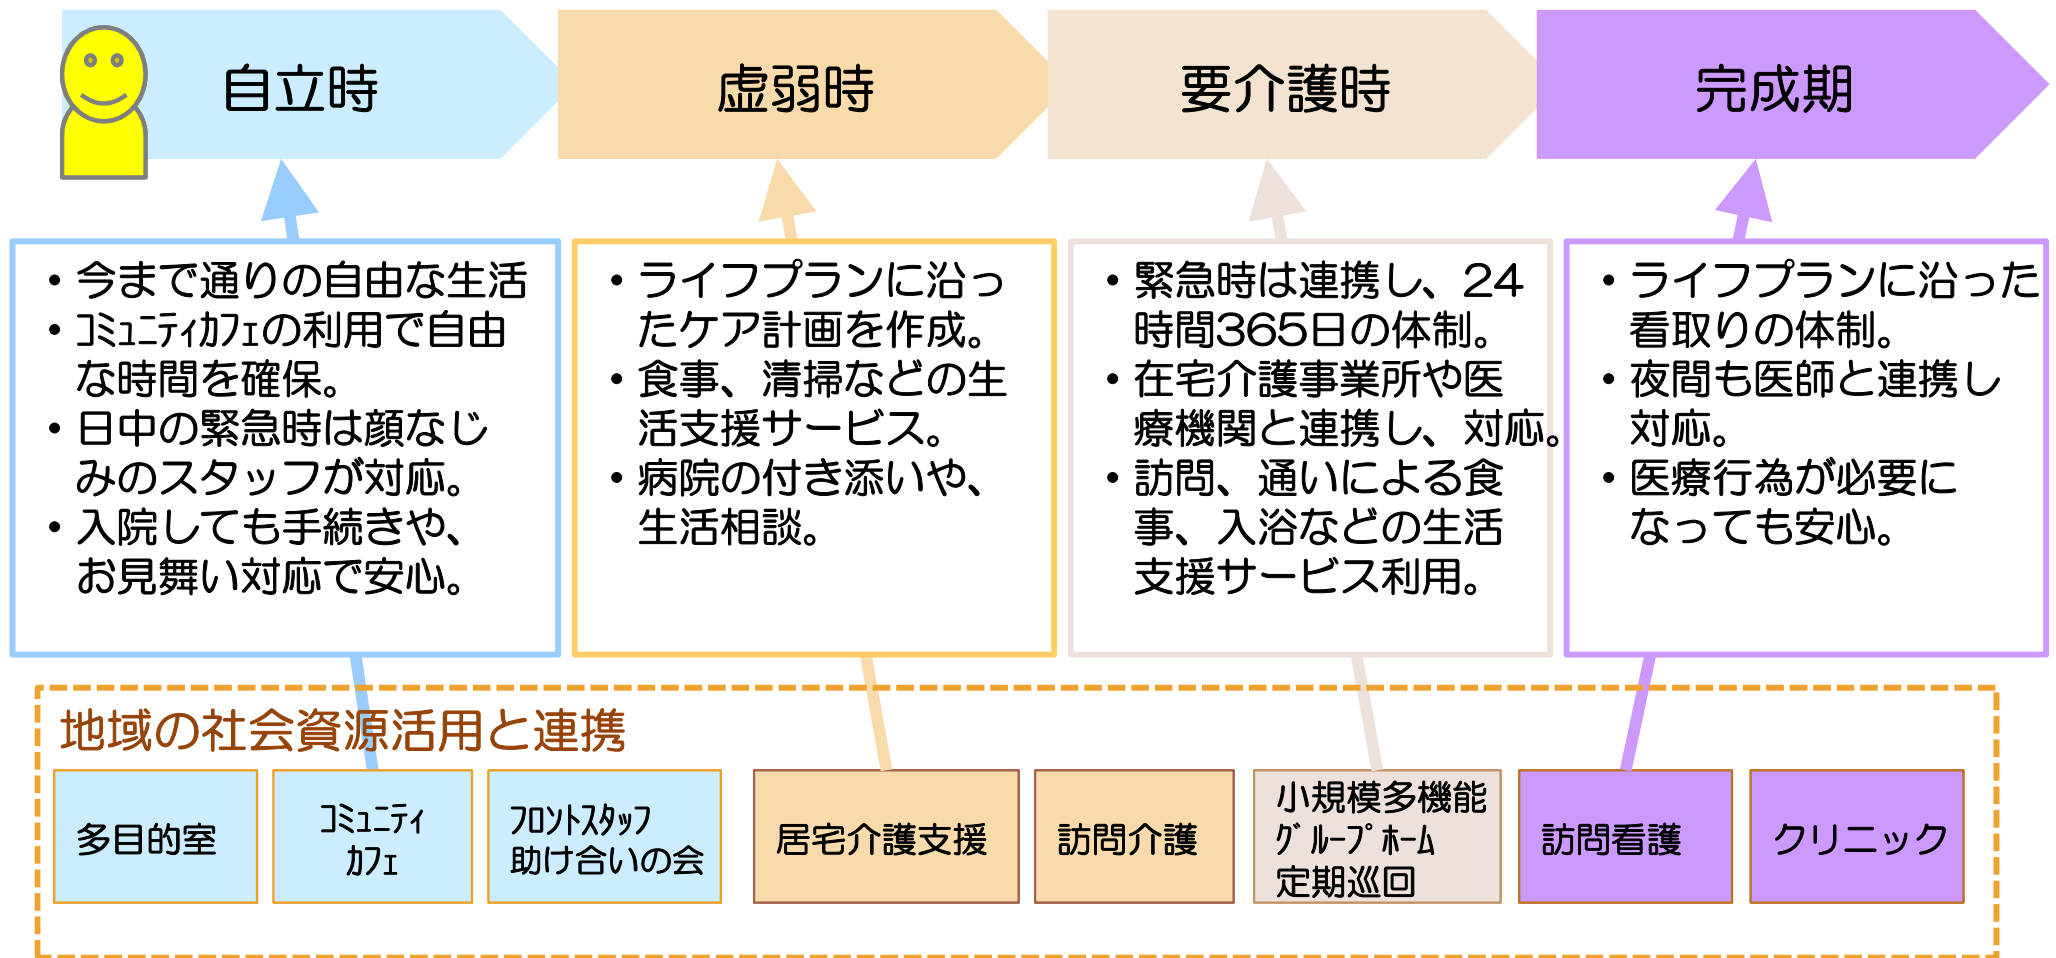 自立時
虚弱時
要介護時
完成期
・今まで通りの自由な生活
・ｺﾐｭﾆﾃｨｶﾌｪの利用で自由
な時間を確保。
・日中の緊急時は顔なじ
みのスタッフが対応。
・入院しても手続きや、
お見舞い対応で安心。
・ライフプランに沿っ
たケア計画を作成。
・食事、清掃などの生
活支援サービス。
・病院の付き添いや、
生活相談。
・緊急時は連携し、24
時間365日の体制。
・在宅介護事業所や医
療機関と連携し、対応。
・訪問、通いによる食
事、入浴などの生活
支援サービス利用。
・ライフプランに沿った
看取りの体制。
・夜間も医師と連携し
対応。
・医療行為が必要に
なっても安心。
地域の社会資源活用と連携
多目的室
ｺﾐｭﾆﾃｨ
ｶﾌｪ
ﾌﾛﾝﾄｽﾀｯﾌ
助け合いの会
居宅介護支援
訪問介護
小規模多機能
ｸﾞﾙｰﾌﾟﾎｰﾑ
定期巡回
訪問看護
クリニック